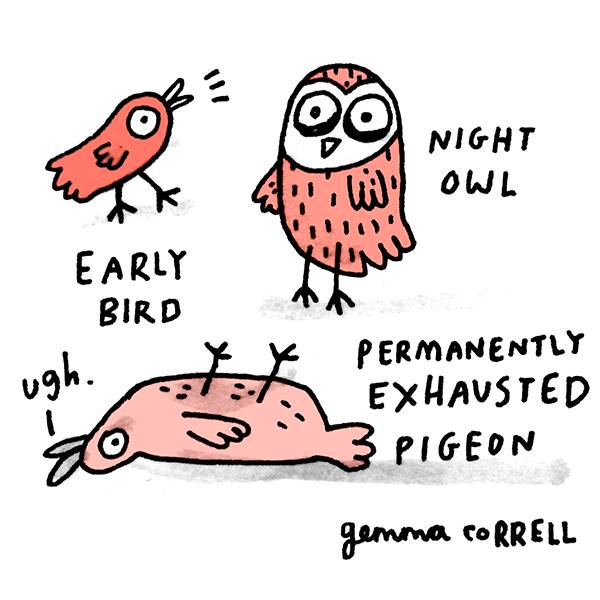 NIGHT
OWL
EARLY
BIRD
ugh.
PERMANENTLY
EXHAUSTED
PIGEON
gemma coRRELL